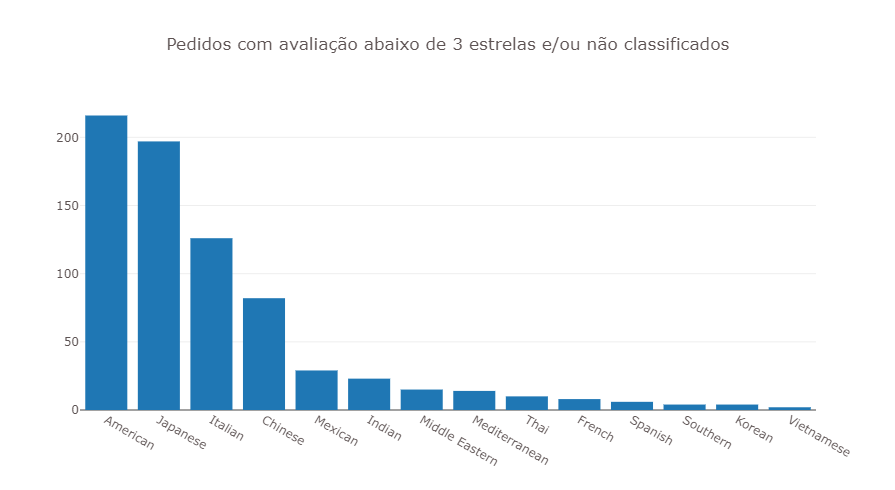 Pedidos com avaliação abaixo de 3 estrelas e/ou não classificados
200
150
100
50
0
American
Japanese
Italian
Chinese
Mexican
Indian
Middle Eastern
Mediterranean
Thai
French
Spanish
Southern
Korean
Vietnamese